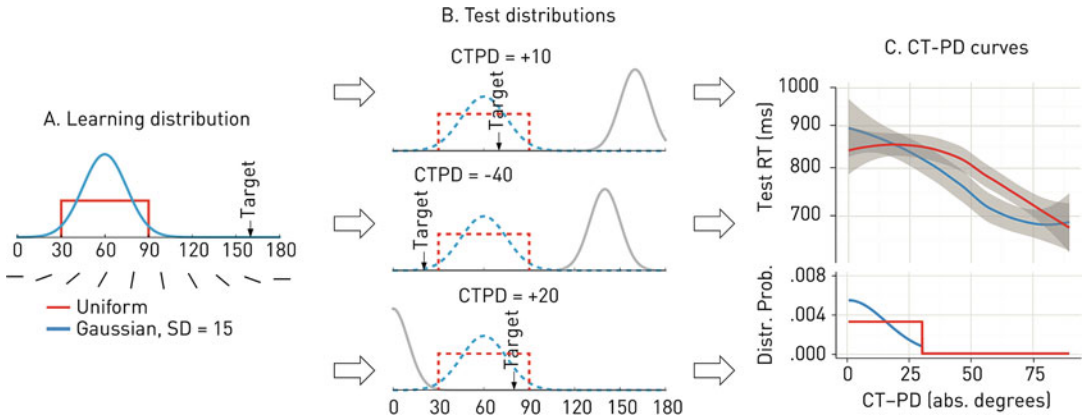 A. Learning distribution
Target
0 30 60 90 120 150 180
Uniform
Gaussian, SD = 15
B. Test distributions
CTPD = +10
Target
CTPD = -40
Target
CTPD = +20
Target
0 30 60 90 120 150 180
C. CT-PD curves
Test RT (ms)
1000
900
800
700
Distr. Prob.
.008
.004
.000
0 25 50 75
CT–PD (abs. degrees)